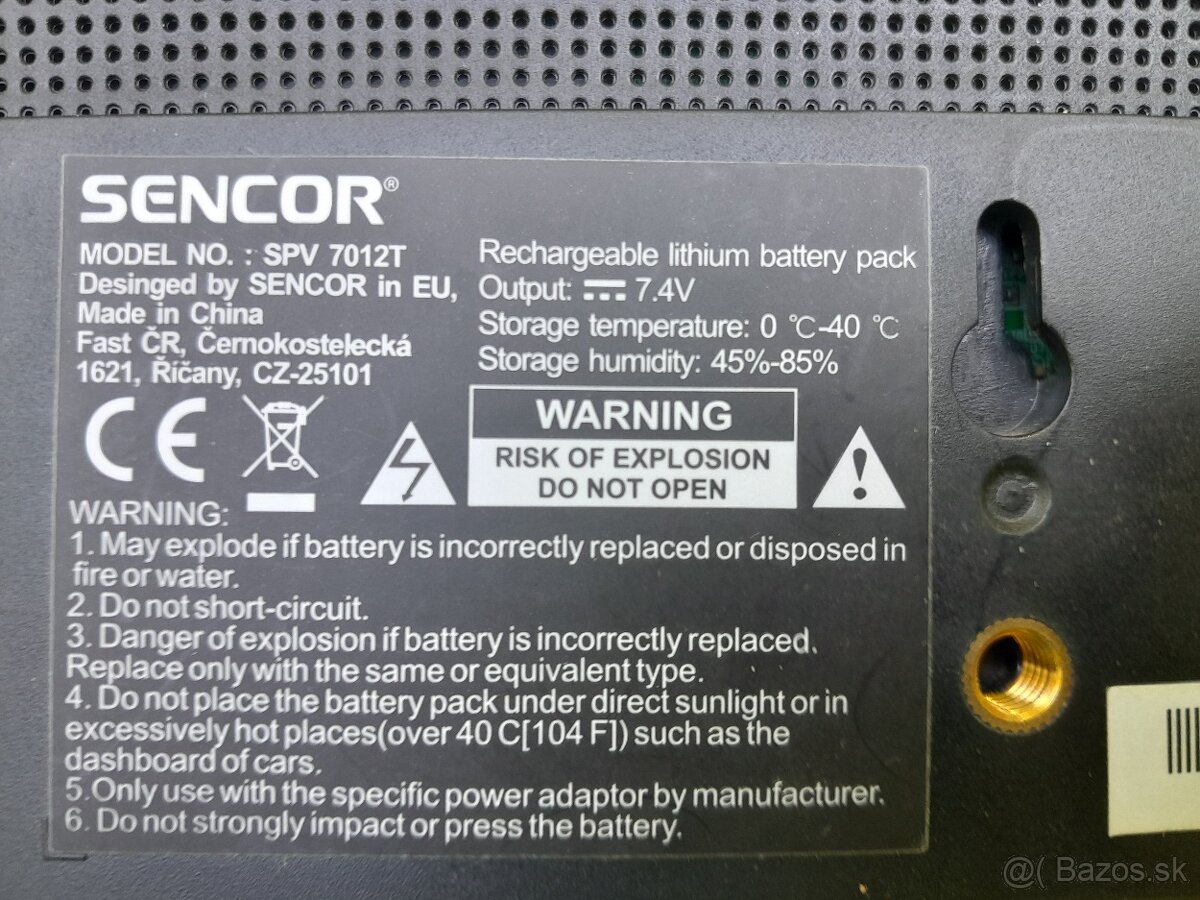 SENCOR®
MODEL NO. : SPV 7012T
Desinged by SENCOR in EU,
Made in China
Fast ČR, Černokostelecká
1621, Říčany, CZ-25101
Rechargeable lithium battery pack
Output: ⎓ 7.4V
Storage temperature: 0 ℃-40 ℃
Storage humidity: 45%-85%
CE
WARNING
RISK OF EXPLOSION
DO NOT OPEN
WARNING:
1. May explode if battery is incorrectly replaced or disposed in
fire or water.
2. Do not short-circuit.
3. Danger of explosion if battery is incorrectly replaced.
Replace only with the same or equivalent type.
4. Do not place the battery pack under direct sunlight or in
excessively hot places(over 40 C[104 F]) such as the
dashboard of cars.
5.Only use with the specific power adaptor by manufacturer.
6. Do not strongly impact or press the battery.
@( Bazos.sk